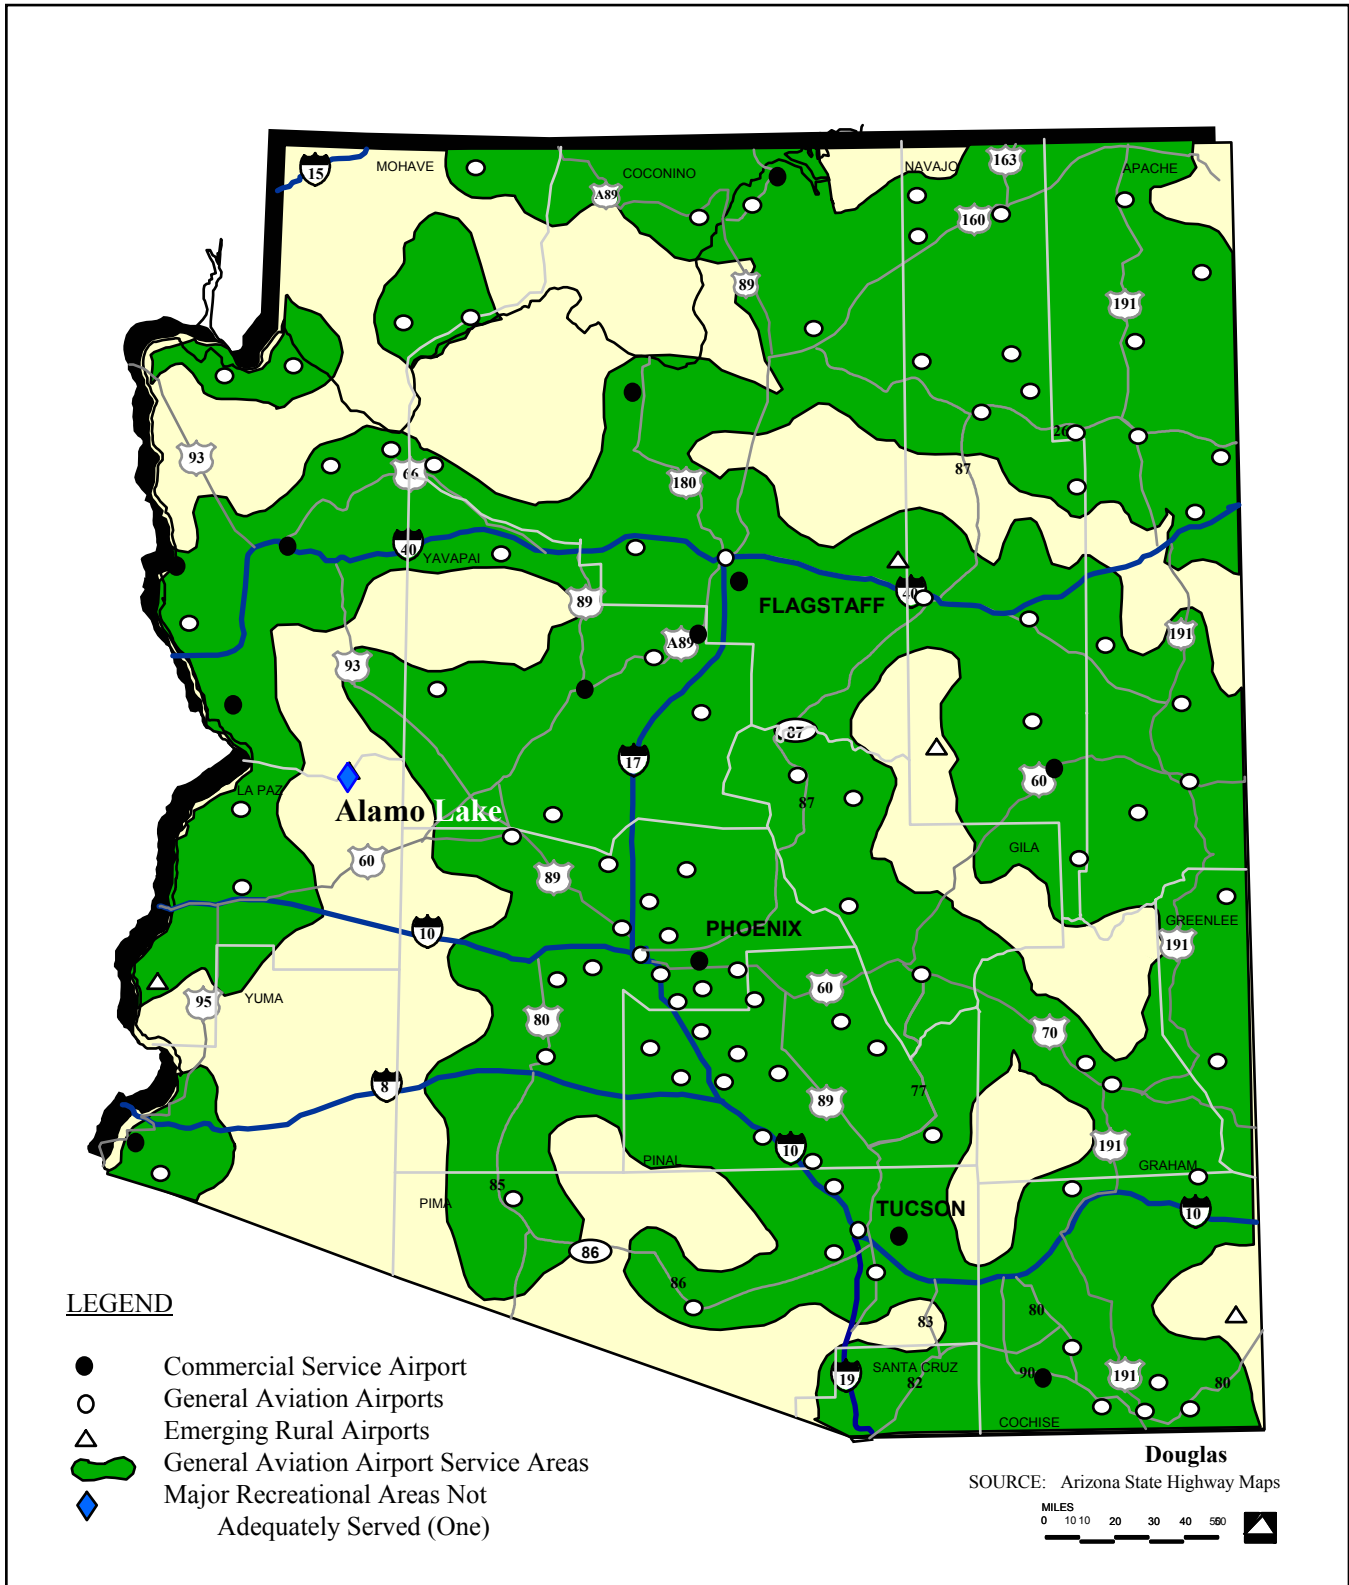 15
MOHAVE
COCONINO
NAVAJO
163
APACHE
A89
160
89
191
93
66
180
26
87
40
YAVAPAI
40
89
FLAGSTAFF
A89
191
93
87
17
60
LA PAZ
Alamo Lake
87
60
89
GILA
10
PHOENIX
GREENLEE
191
95
YUMA
60
80
70
8
89
77
10
191
PINAL
GRAHAM
85
PIMA
TUCSON
10
86
86
83
80
19
SANTA CRUZ
82
90
191
80
COCHISE
LEGEND
Commercial Service Airport
General Aviation Airports
Emerging Rural Airports
General Aviation Airport Service Areas
Major Recreational Areas Not
Adequately Served (One)
Douglas
SOURCE: Arizona State Highway Maps
MILES
0 10 10 20 30 40 50